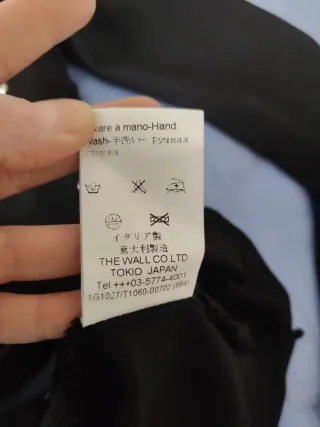 vare a mano-Hand
Wash-手洗い- Ручная
イタリア製
意大利製造
THE WALL CO.LTD
TOKIO JAPAN
Tel +++03-5774-4001
1G1027/T1060-00702 (884)